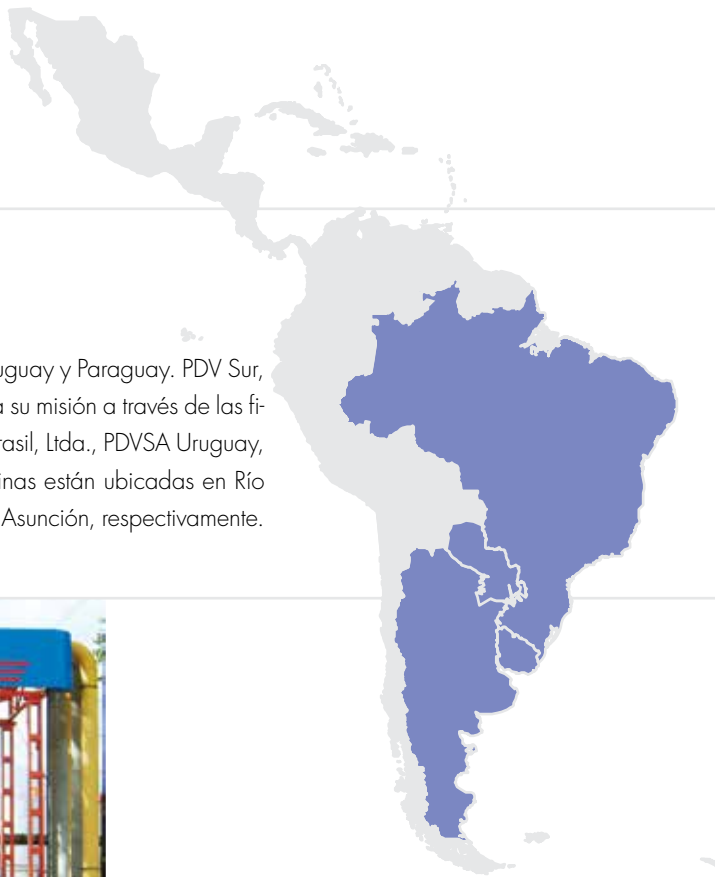 uguay y Paraguay. PDV Sur,
a su misión a través de las fi-
rasil, Ltda., PDVSA Uruguay,
inas están ubicadas en Río
Asunción, respectivamente.